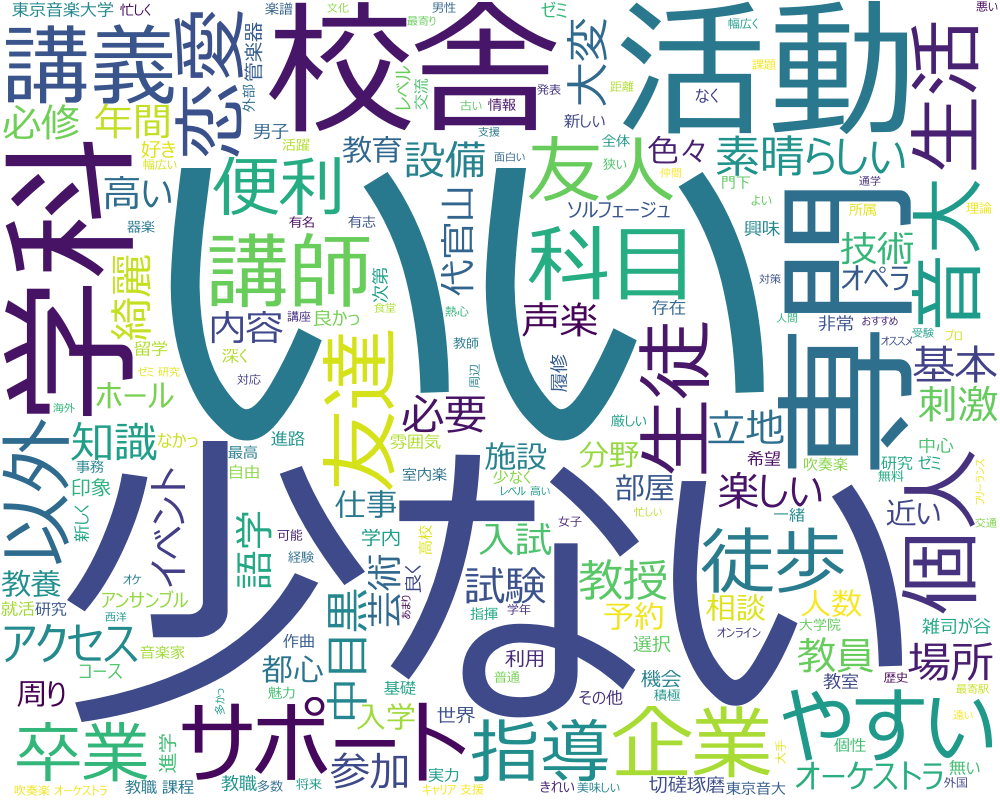 東京音楽大学
忙しく
楽譜
文化
男性
最寄り
ゼミ
幅広く
悪い
講義
恋愛
管楽器
外部
校舎
レベル
交流
古い
情報
発表
大変
なく
活動
課題
距離
生活
必修
年間
男子
活躍
支援
新しい
好き
幅広い
教育
設備
面白い
全体
狭い
色々
仲間
素晴らしい
学科
高い
便利
友人
門下
よい
通学
器楽
有名
有志
ソルフェージュ
興味
所属
理論
音大
いい
講師
代官山
科目
専門
技術
綺麗
次第
オペラ
内容
講座
良かっ
食堂
熱心
声楽
存在
対策
人間
非常
おすすめ
受験
プロ
留学
深く
教師
オススメ
ゼミ 研究
対応
友達
周辺
履修
生徒
基本
海外
ホール
必要
厳しい
立地
刺激
以外
知識
なかっ
最高
進路
雰囲気
施設
分野
希望
吹奏楽
中心
研究 ゼミ
事務
自由
室内楽
少なく
部屋
楽しい
無料
フリーランス
個人
印象
イベント
仕事
レベル 高い
女子
忙しい
一緒
近い
交通
新しく
語学
可能
学内
高校
入試
徒歩
少ない
教養
オケ
経験
芸術
良く
試験
教授
就活
研究
アンサンブル
あまり
指揮
学年
予約
相談
人数
西洋
中目黒
オンライン
大学院
雑司が谷
アクセス
作曲
選択
音楽家
都心
利用
教員
場所
コース
基礎
普通
機会
教室
歴史
周り
魅力
その他
積極
最寄駅
卒業
多かっ
サポート
入学
世界
指導
企業
やすい
遠い
進学
大手
個性
参加
実力
オーケストラ
無い
吹奏楽 オーケストラ
教職 課程
教職
多数
将来
キャリア 支援
きれい
美味しい
切磋琢磨
東京音大
外国